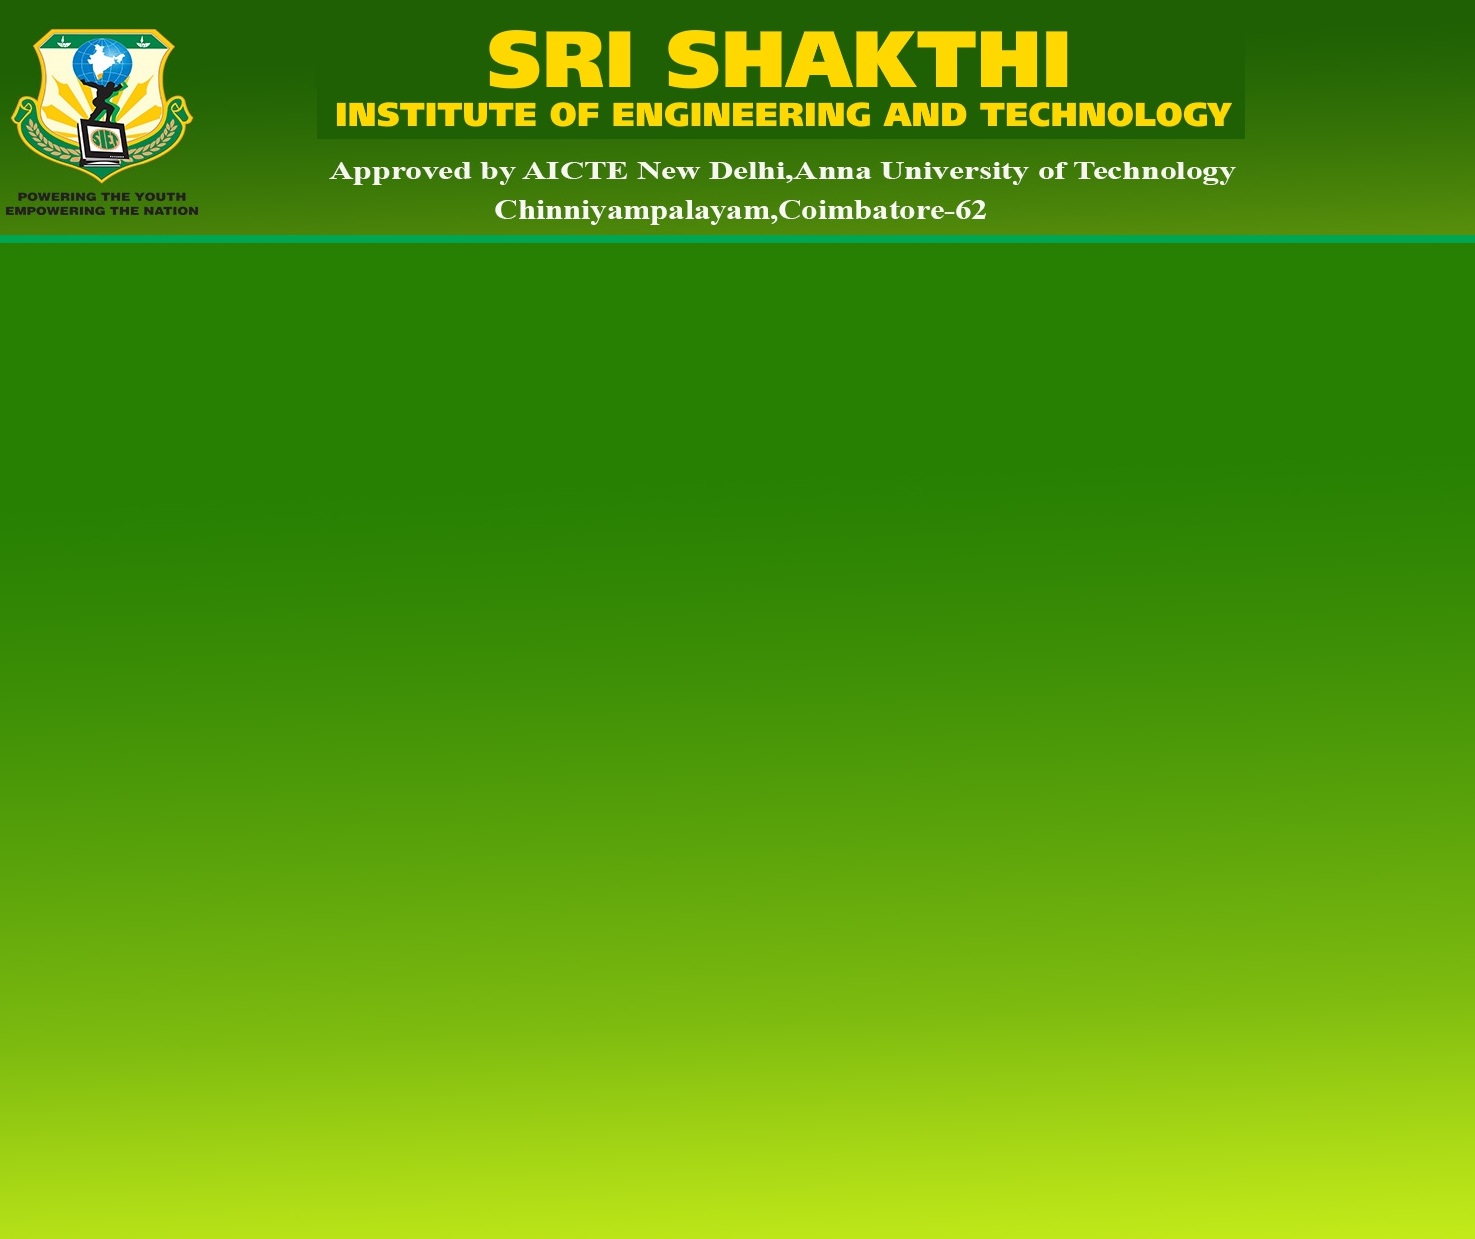 SRI SHAKTHI
INSTITUTE OF ENGINEERING AND TECHNOLOGY
Approved by AICTE New Delhi,Anna University of Technology
Chinniyampalayam,Coimbatore-62
SIET
POWERING THE YOUTH
EMPOWERING THE NATION